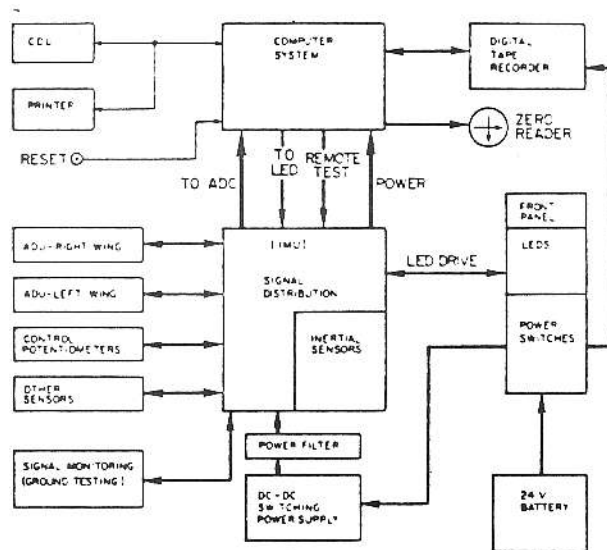 CDL
COMPUTER
SYSTEM
DIGITAL
TAPE
RECORDER
PRINTER
ZERO
READER
RESET
TO ADC
TO
LED
REMOTE
TEST
POWER
FRONT
PANEL
ADU-RIGHT WING
(IMU)
LED DRIVE
LEDS
SIGNAL
DISTRIBUTION
ADU-LEFT WING
CONTROL
POTENTIOMETERS
INERTIAL
SENSORS
POWER
SWITCHES
OTHER
SENSORS
POWER FILTER
SIGNAL MONITORING
(GROUND TESTING)
DC-DC
SWITCHING
POWER SUPPLY
24 V
BATTERY